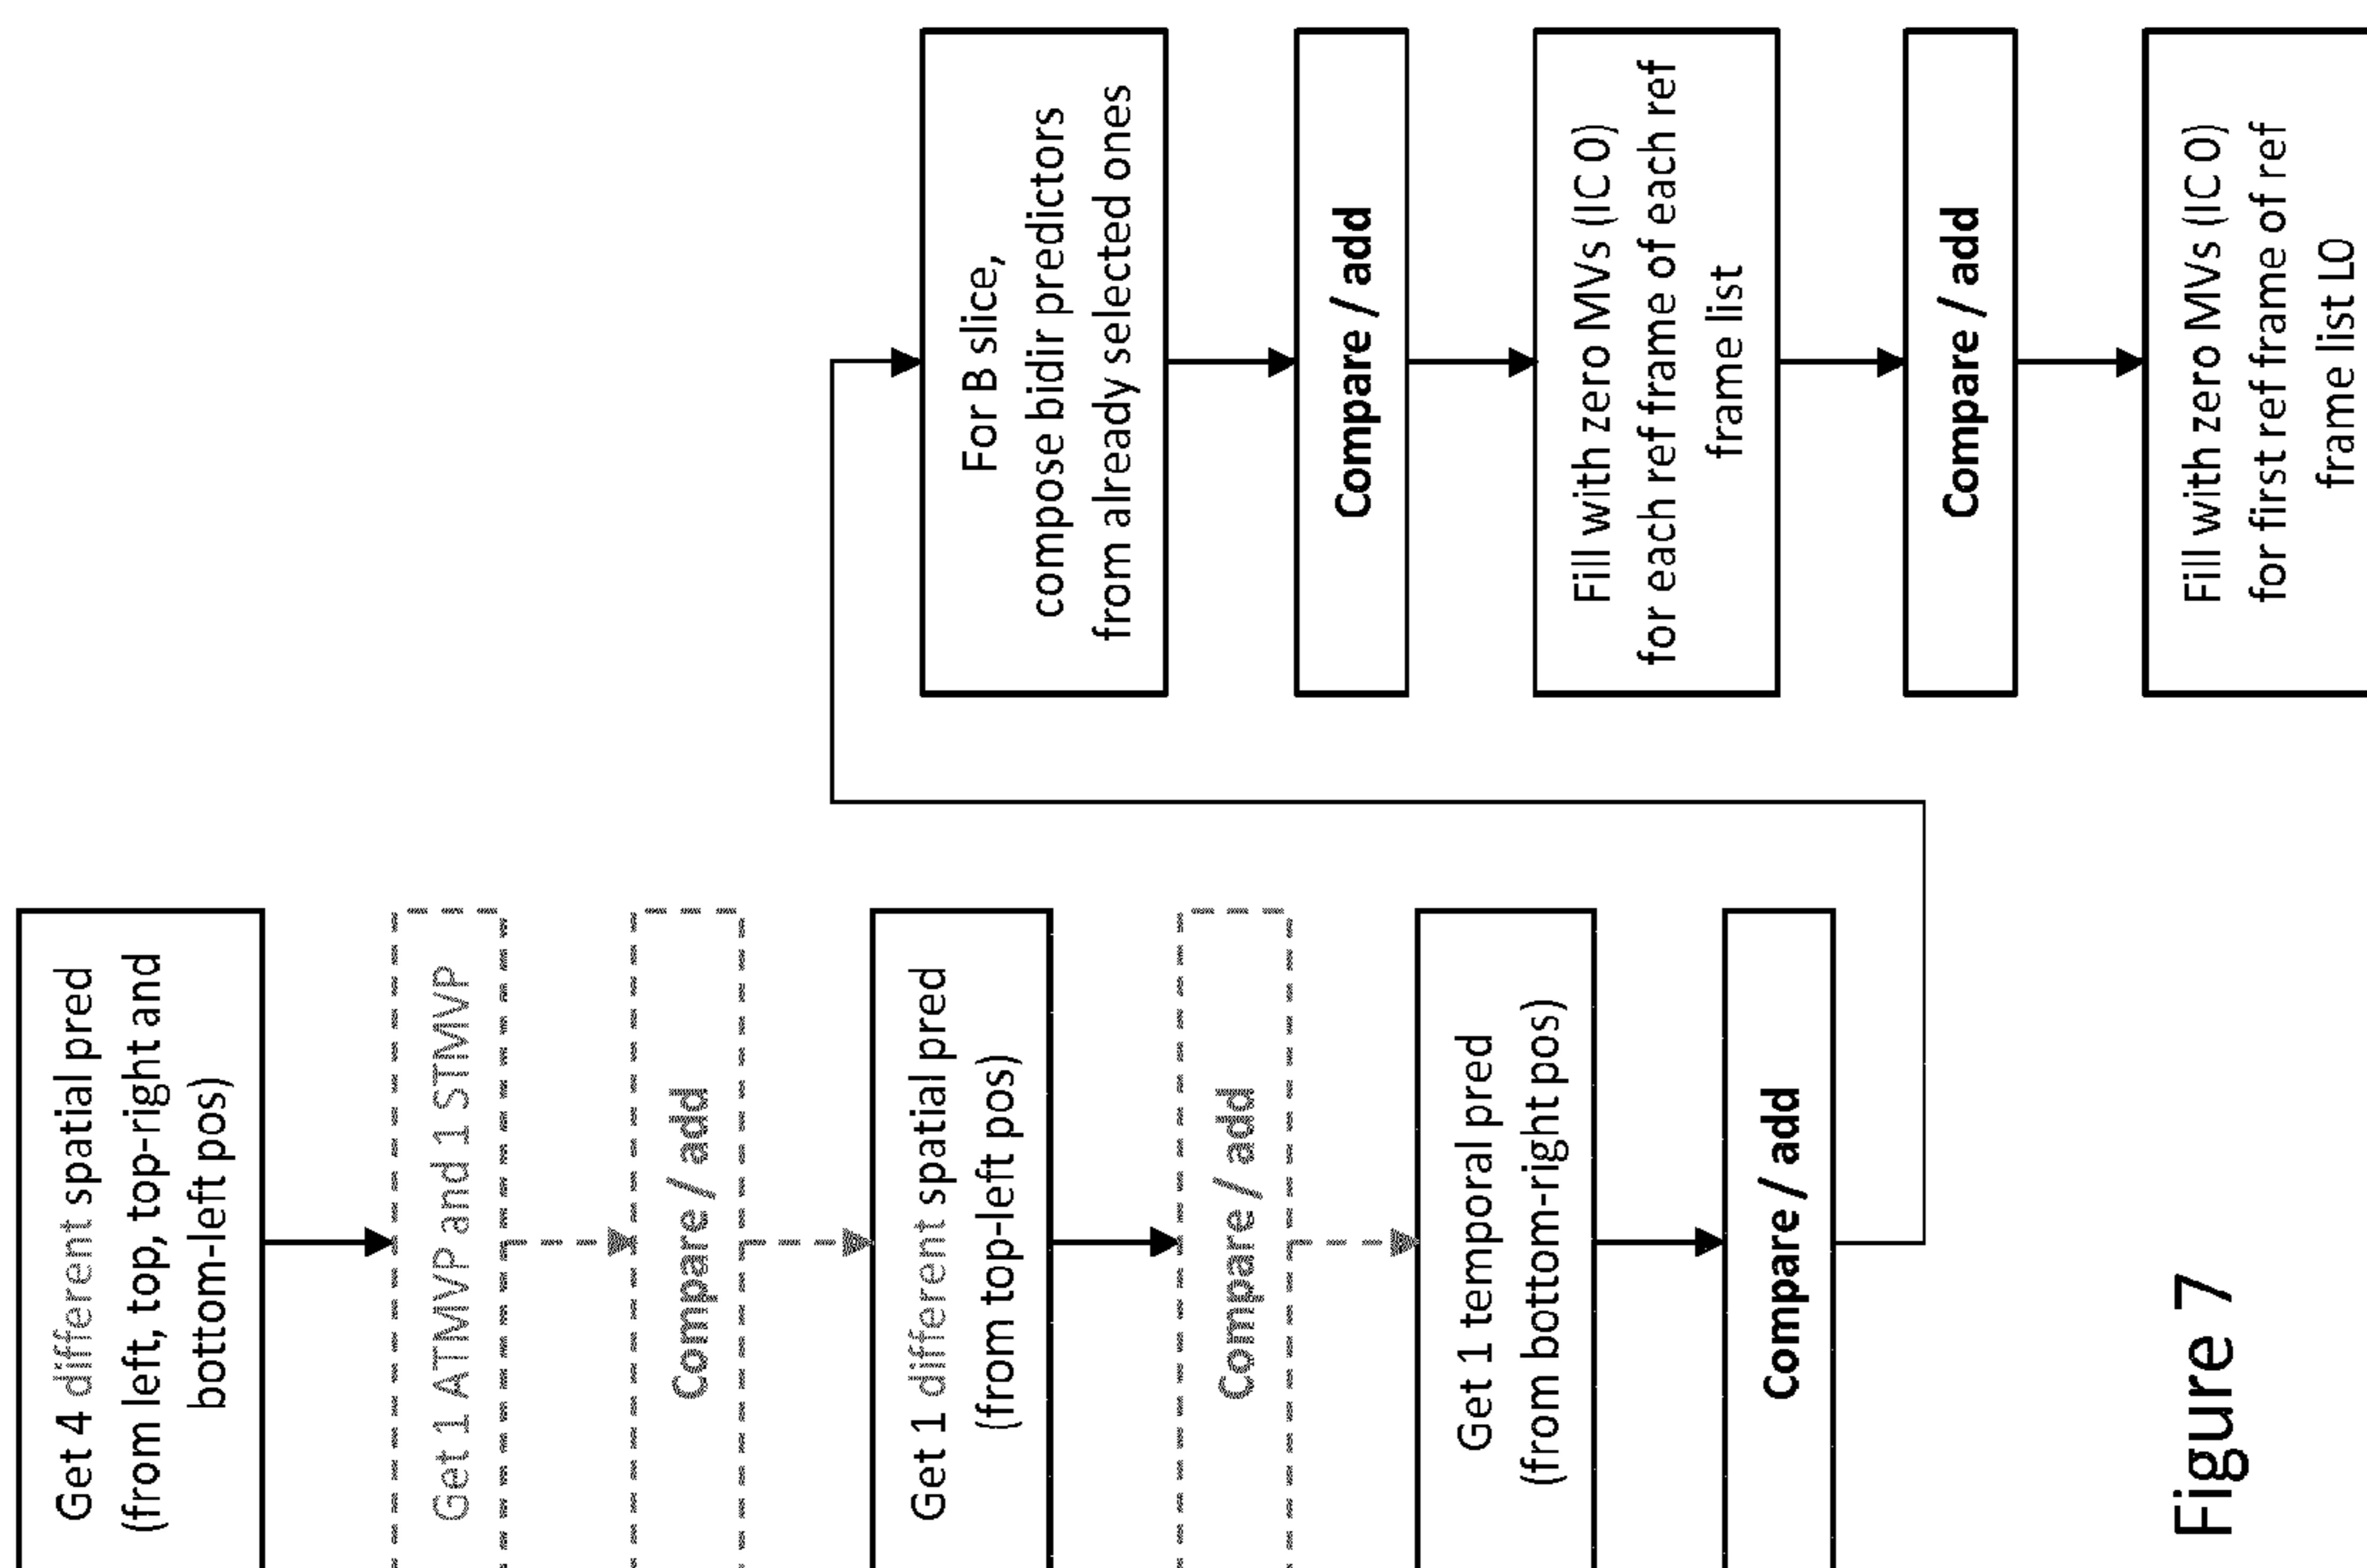 Get 4 different spatial pred
(from left, top, top-right and
bottom-left pos)
Get 1 ATMVP and 1 STMVP
Compare / add
Get 1 different spatial pred
(from top-left pos)
Compare / add
Get 1 temporal pred
(from bottom-right pos)
Compare / add
For B slice,
compose bidir predictors
from already selected ones
Compare / add
Fill with zero MVs (IC 0)
for each ref frame of each ref
frame list
Compare / add
Fill with zero MVs (IC 0)
for first ref frame of ref
frame list L0
Figure 7